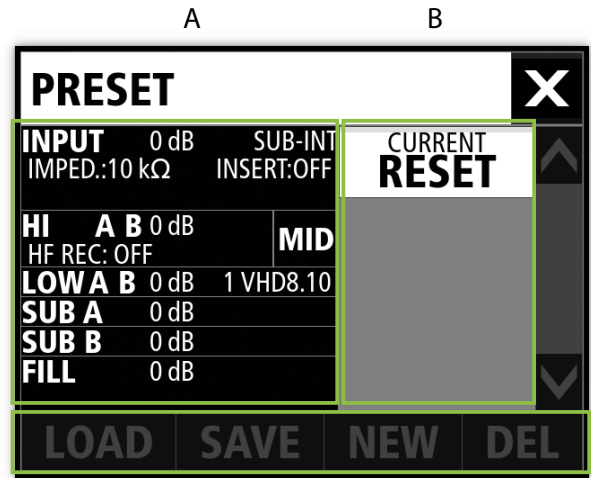 A
B
PRESET
X
INPUT 0 dB SUB-INT
IMPED.:10 kΩ INSERT:OFF
HI A B 0 dB
HF REC: OFF
MID
LOW A B 0 dB 1 VHD8.10
SUB A 0 dB
SUB B 0 dB
FILL 0 dB
CURRENT
RESET
LOAD SAVE NEW DEL